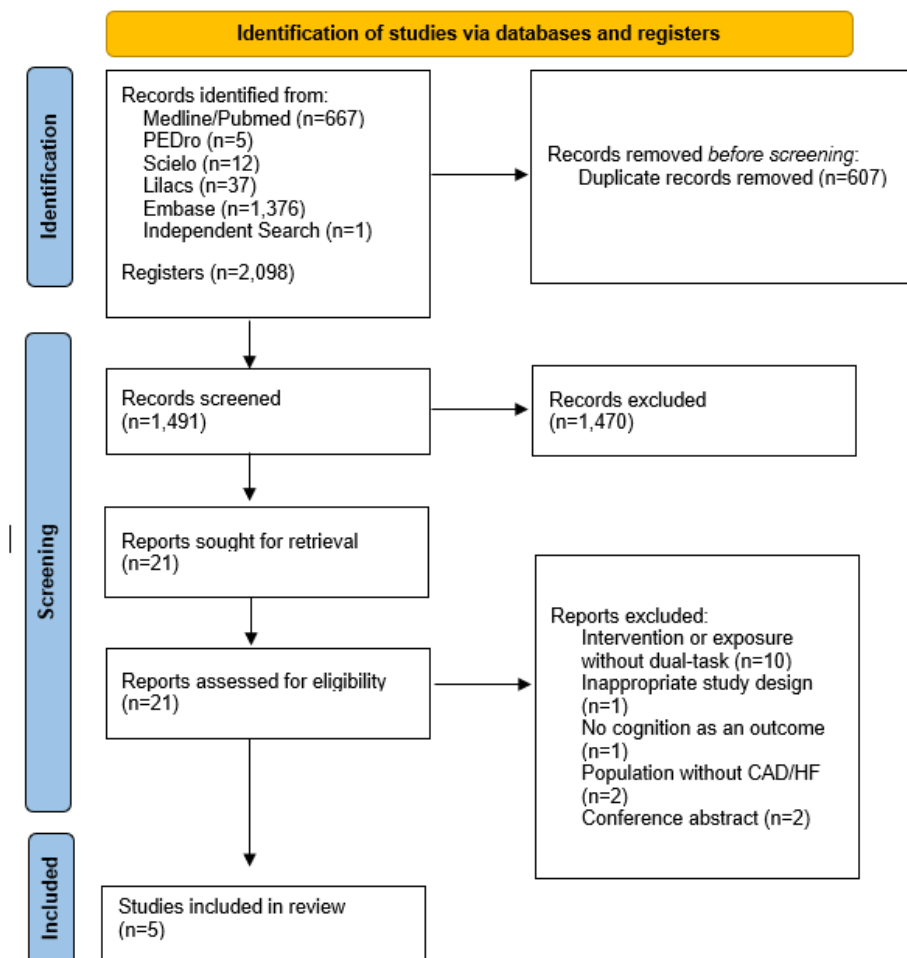 Identification of studies via databases and registers
Identification
Records identified from:
Medline/Pubmed (n=667)
PEDro (n=5)
Scielo (n=12)
Lilacs (n=37)
Embase (n=1,376)
Independent Search (n=1)
Registers (n=2,098)
Records removed before screening:
Duplicate records removed (n=607)
Screening
Records screened
(n=1,491)
Records excluded
(n=1,470)
Reports sought for retrieval
(n=21)
Reports assessed for eligibility
(n=21)
Reports excluded:
Intervention or exposure
without dual-task (n=10)
Inappropriate study design
(n=1)
No cognition as an outcome
(n=1)
Population without CAD/HF
(n=2)
Conference abstract (n=2)
Included
Studies included in review
(n=5)